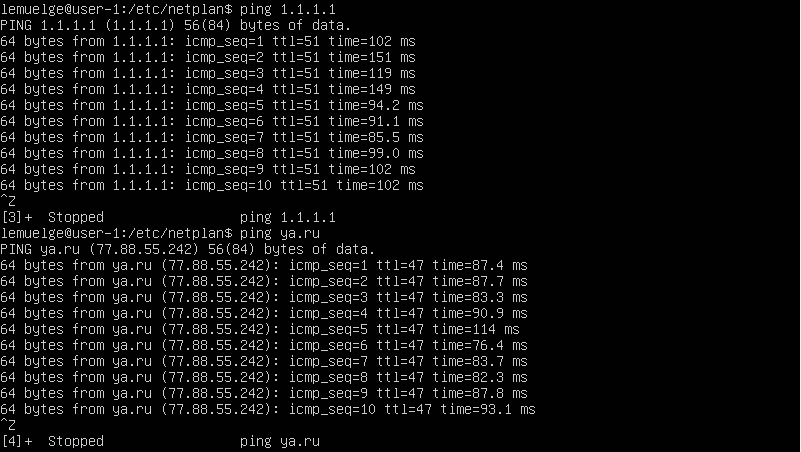 lemuelge@user-1:/etc/netplan$ ping 1.1.1.1
PING 1.1.1.1 (1.1.1.1) 56(84) bytes of data.
64 bytes from 1.1.1.1: icmp_seq=1 ttl=51 time=102 ms
64 bytes from 1.1.1.1: icmp_seq=2 ttl=51 time=151 ms
64 bytes from 1.1.1.1: icmp_seq=3 ttl=51 time=119 ms
64 bytes from 1.1.1.1: icmp_seq=4 ttl=51 time=149 ms
64 bytes from 1.1.1.1: icmp_seq=5 ttl=51 time=94.2 ms
64 bytes from 1.1.1.1: icmp_seq=6 ttl=51 time=91.1 ms
64 bytes from 1.1.1.1: icmp_seq=7 ttl=51 time=85.5 ms
64 bytes from 1.1.1.1: icmp_seq=8 ttl=51 time=99.0 ms
64 bytes from 1.1.1.1: icmp_seq=9 ttl=51 time=102 ms
64 bytes from 1.1.1.1: icmp_seq=10 ttl=51 time=102 ms
^Z
[3]+  Stopped                 ping 1.1.1.1
lemuelge@user-1:/etc/netplan$ ping ya.ru
PING ya.ru (77.88.55.242) 56(84) bytes of data.
64 bytes from ya.ru (77.88.55.242): icmp_seq=1 ttl=47 time=87.4 ms
64 bytes from ya.ru (77.88.55.242): icmp_seq=2 ttl=47 time=87.7 ms
64 bytes from ya.ru (77.88.55.242): icmp_seq=3 ttl=47 time=83.3 ms
64 bytes from ya.ru (77.88.55.242): icmp_seq=4 ttl=47 time=90.9 ms
64 bytes from ya.ru (77.88.55.242): icmp_seq=5 ttl=47 time=114 ms
64 bytes from ya.ru (77.88.55.242): icmp_seq=6 ttl=47 time=76.4 ms
64 bytes from ya.ru (77.88.55.242): icmp_seq=7 ttl=47 time=83.7 ms
64 bytes from ya.ru (77.88.55.242): icmp_seq=8 ttl=47 time=82.3 ms
64 bytes from ya.ru (77.88.55.242): icmp_seq=9 ttl=47 time=87.8 ms
64 bytes from ya.ru (77.88.55.242): icmp_seq=10 ttl=47 time=93.1 ms
^Z
[4]+  Stopped                 ping ya.ru